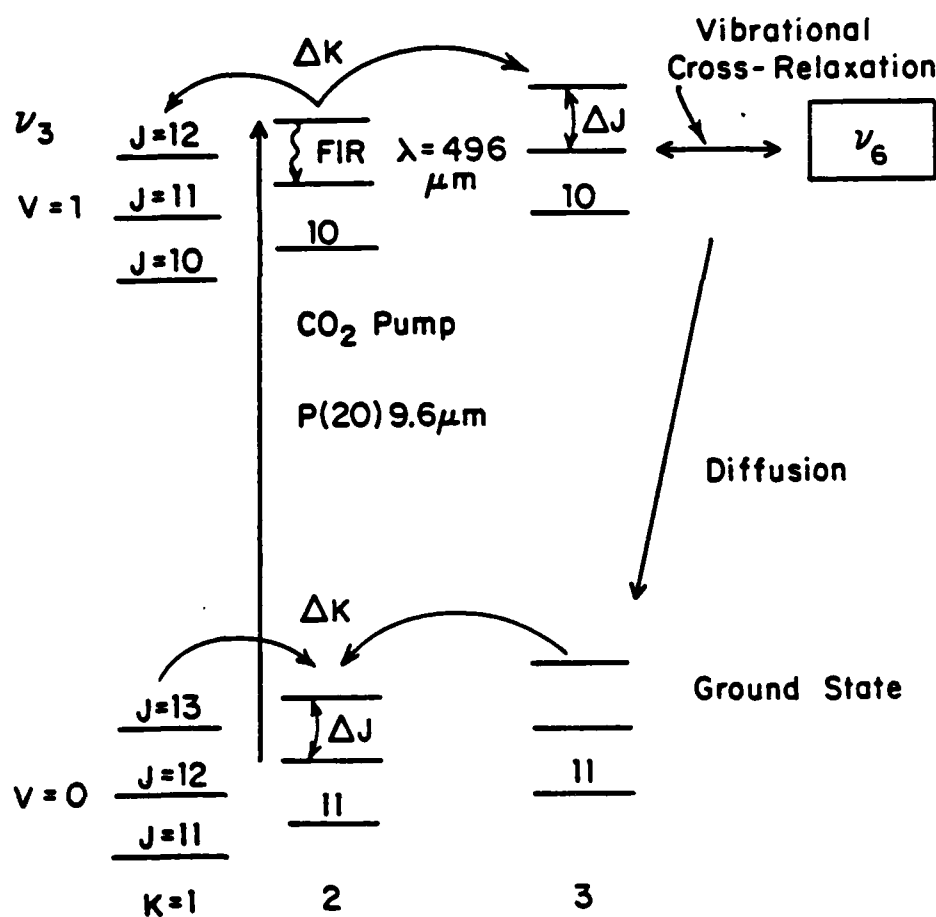 Vibrational
Cross-Relaxation
ΔK
ν3
J=12
FIR
λ=496
μm
ΔJ
ν6
V=1
J=11
10
10
J=10
CO2 Pump
P(20) 9.6μm
Diffusion
ΔK
Ground State
J=13
ΔJ
V=0
J=12
11
11
J=11
K=1
2
3